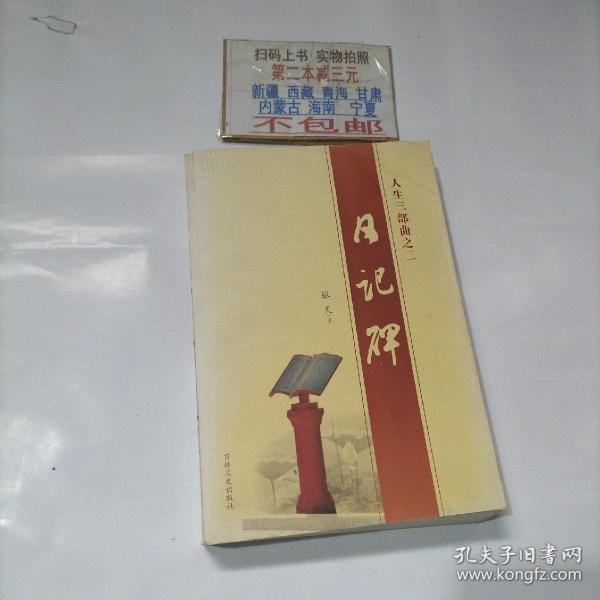 扫码上书 实物拍照
第二本减三元
新疆 西藏 青海 甘肃
内蒙古 海南 宁夏
不包邮
人生三部曲之二
日记碑
张天
吉林文史出版社
孔夫子旧书网
www.kongfz.com